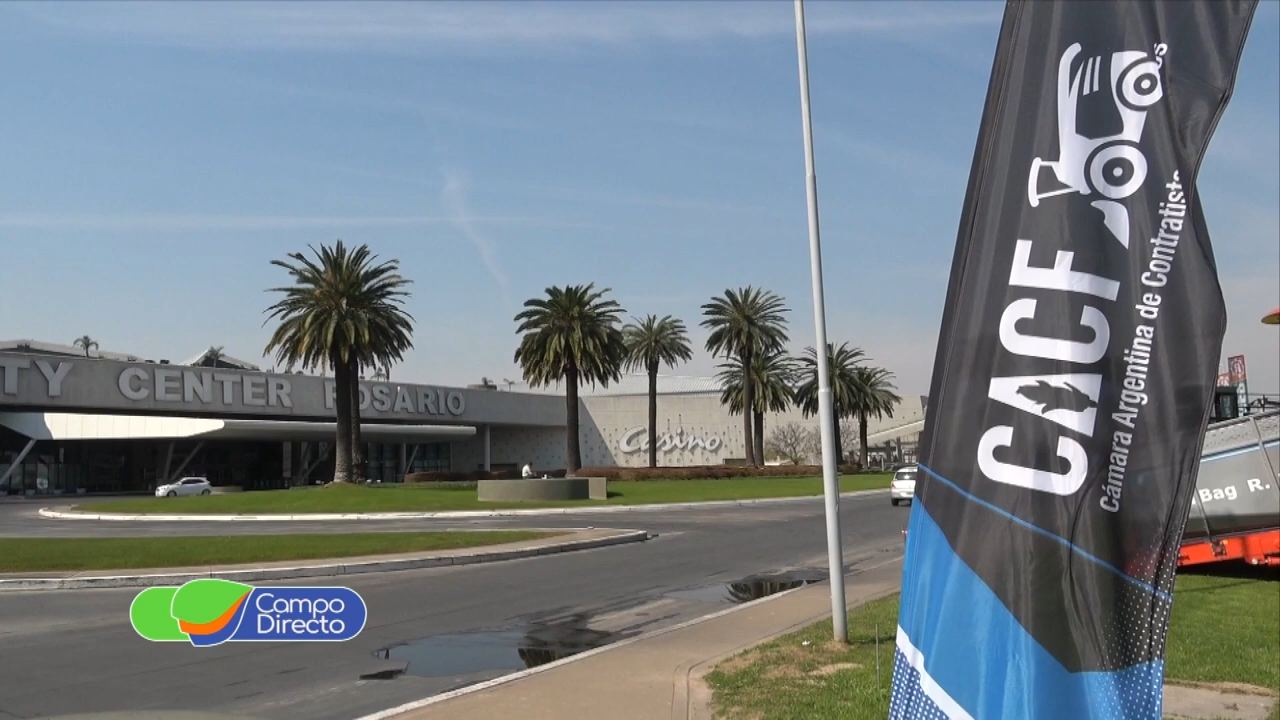 TY CENTER ROSARIO
Casino
CACF
Cámara Argentina de Contratistas
Bag R.
Campo
Directo